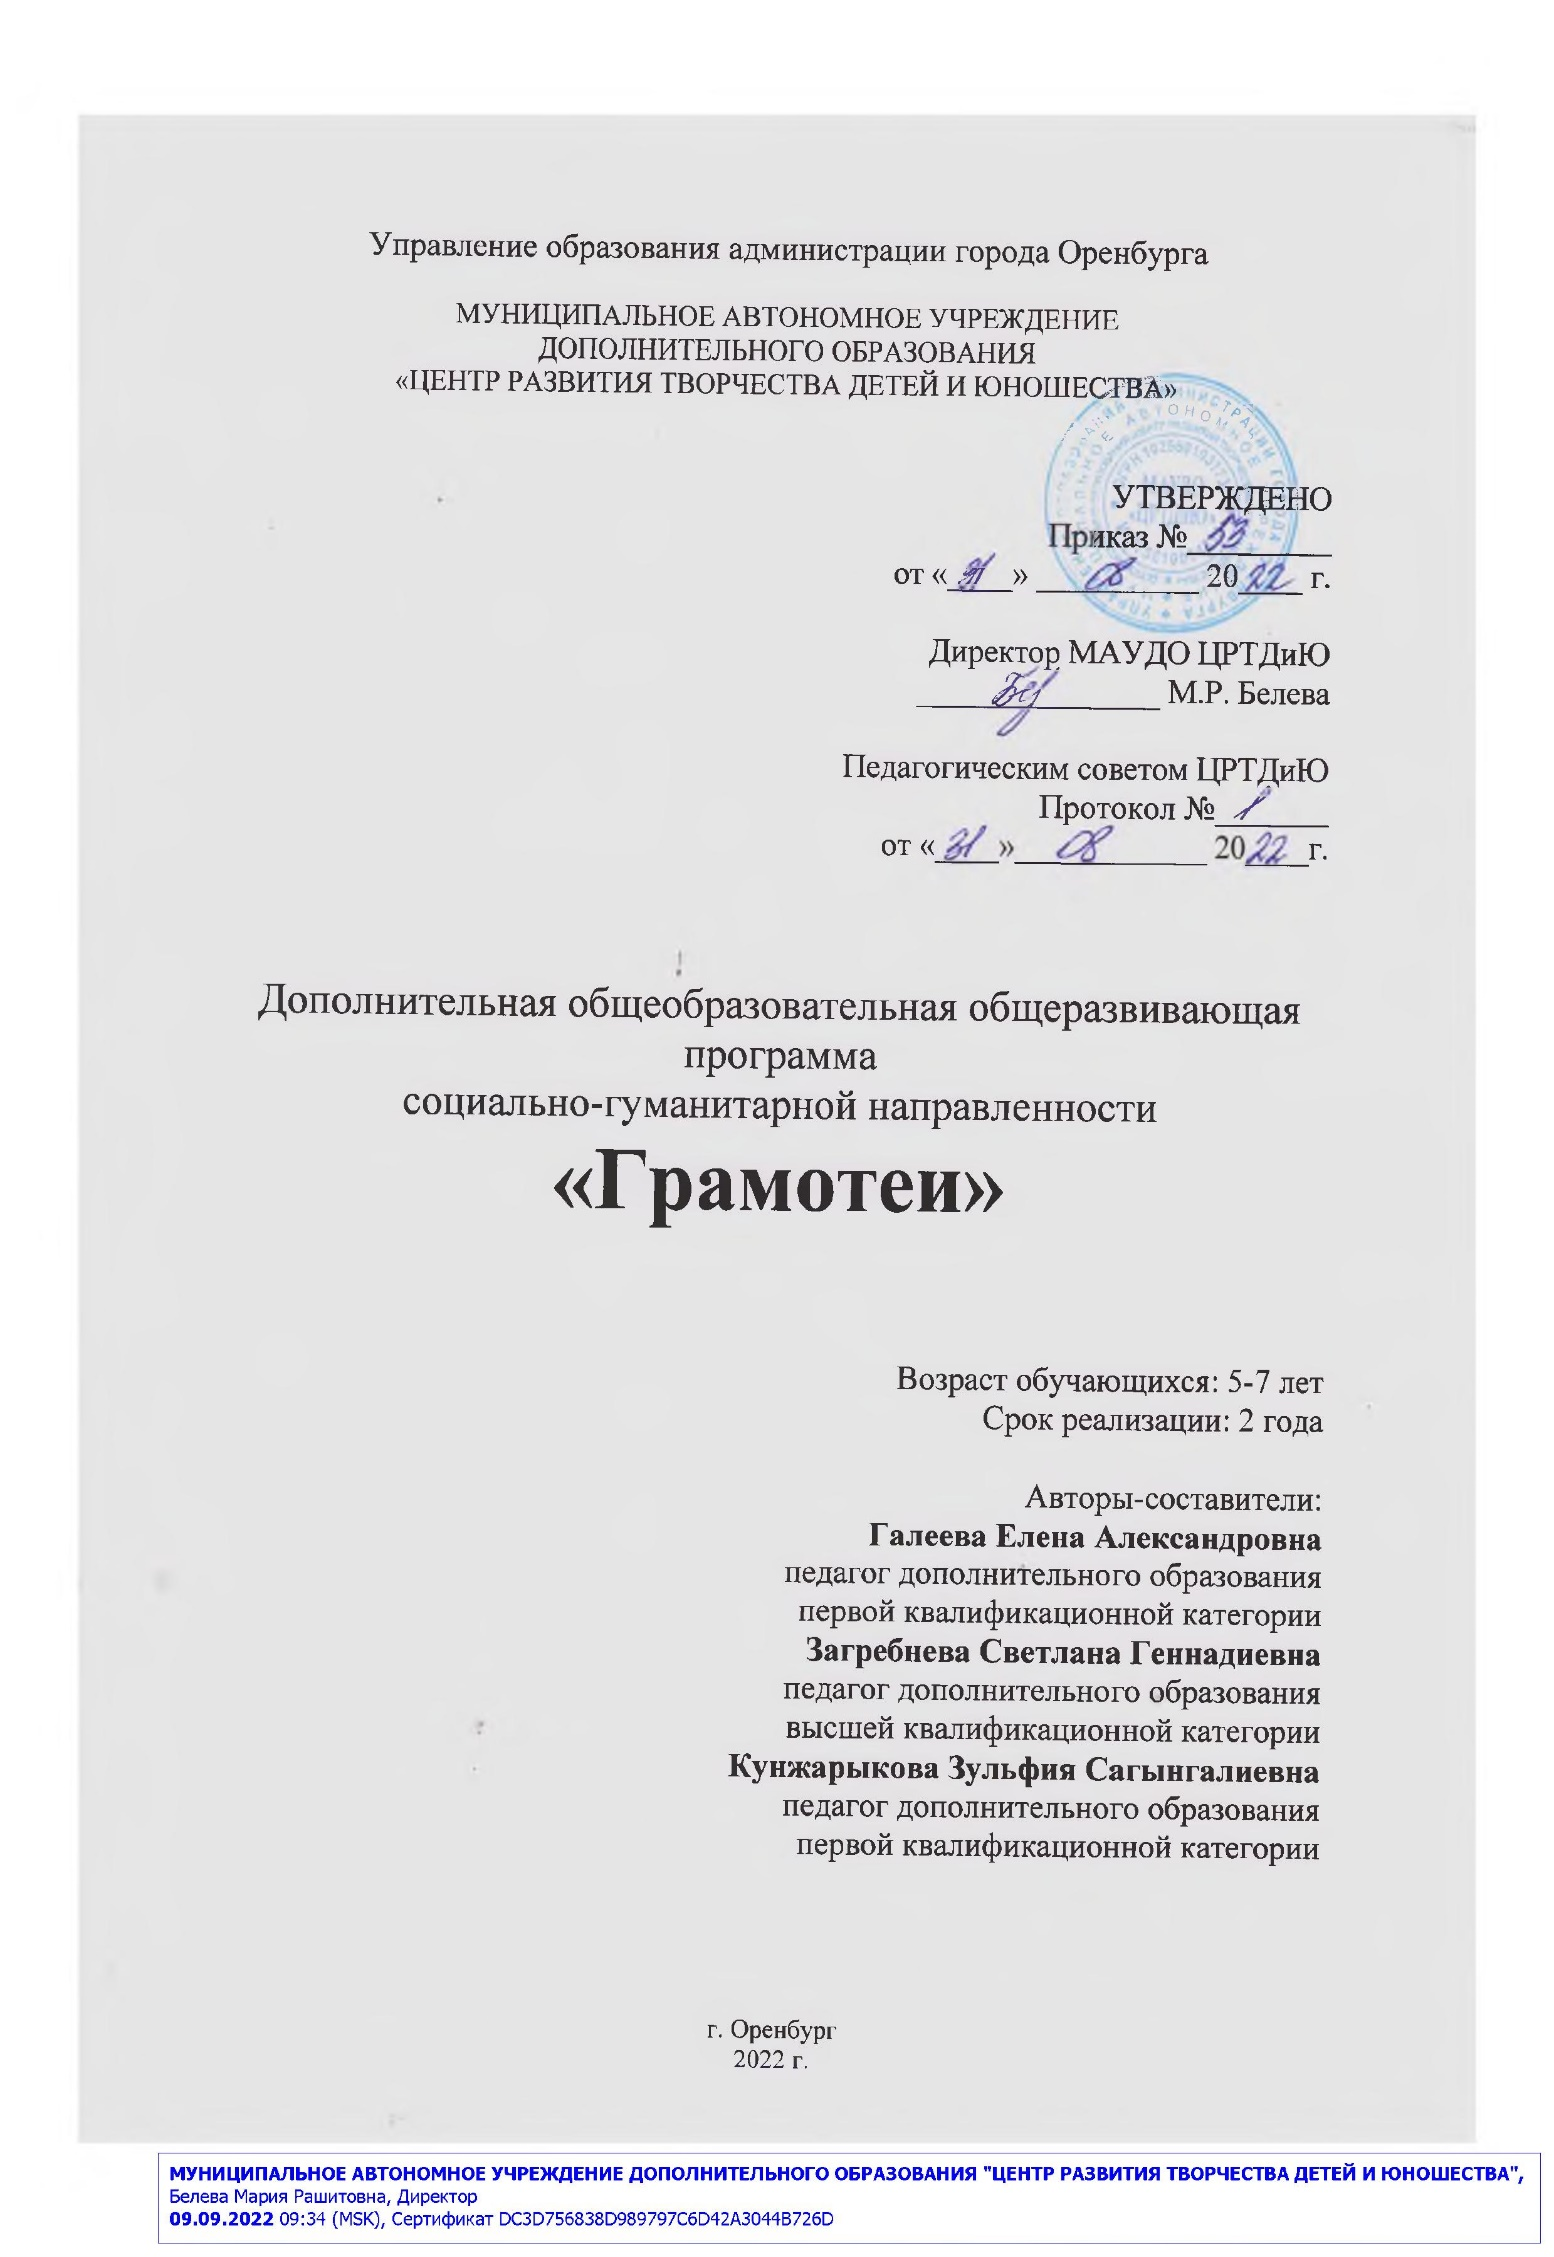 Управление образования администрации города Оренбурга
МУНИЦИПАЛЬНОЕ АВТОНОМНОЕ УЧРЕЖДЕНИЕ
ДОПОЛНИТЕЛЬНОГО ОБРАЗОВАНИЯ
«ЦЕНТР РАЗВИТИЯ ТВОРЧЕСТВА ДЕТЕЙ И ЮНОШЕСТВА»
УТВЕРЖДЕНО
Приказ № 53
от «31» 08 2022 г.
Директор МАУДО ЦРТДиЮ
М.Р. Белева
Педагогическим советом ЦРТДиЮ
Протокол № 1
от «31» 08 2022 г.
Дополнительная общеобразовательная общеразвивающая
программа
социально-гуманитарной направленности
«Грамотеи»
Возраст обучающихся: 5-7 лет
Срок реализации: 2 года
Авторы-составители:
Галеева Елена Александровна
педагог дополнительного образования
первой квалификационной категории
Загребнева Светлана Геннадиевна
педагог дополнительного образования
высшей квалификационной категории
Кунжарыкова Зульфия Сагынгалиевна
педагог дополнительного образования
первой квалификационной категории
г. Оренбург
2022 г.
МУНИЦИПАЛЬНОЕ АВТОНОМНОЕ УЧРЕЖДЕНИЕ ДОПОЛНИТЕЛЬНОГО ОБРАЗОВАНИЯ "ЦЕНТР РАЗВИТИЯ ТВОРЧЕСТВА ДЕТЕЙ И ЮНОШЕСТВА",
Белева Мария Рашитовна, Директор
09.09.2022 09:34 (MSK), Сертификат DC3D756838D989797C6D42A3044B726D